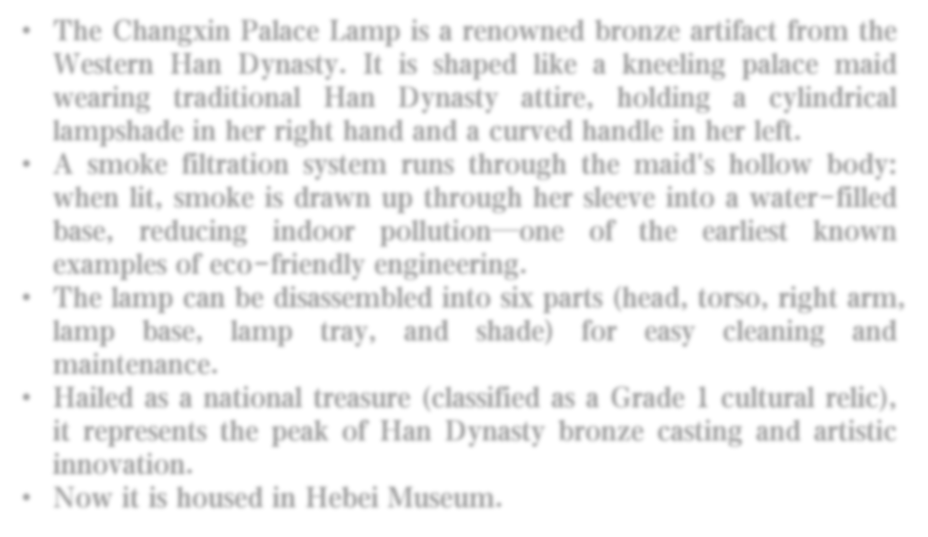 • The Changxin Palace Lamp is a renowned bronze artifact from the
Western Han Dynasty. It is shaped like a kneeling palace maid
wearing traditional Han Dynasty attire, holding a cylindrical
lampshade in her right hand and a curved handle in her left.
• A smoke filtration system runs through the maid's hollow body:
when lit, smoke is drawn up through her sleeve into a water-filled
base, reducing indoor pollution—one of the earliest known
examples of eco-friendly engineering.
• The lamp can be disassembled into six parts (head, torso, right arm,
lamp base, lamp tray, and shade) for easy cleaning and
maintenance.
• Hailed as a national treasure (classified as a Grade 1 cultural relic),
it represents the peak of Han Dynasty bronze casting and artistic
innovation.
• Now it is housed in Hebei Museum.